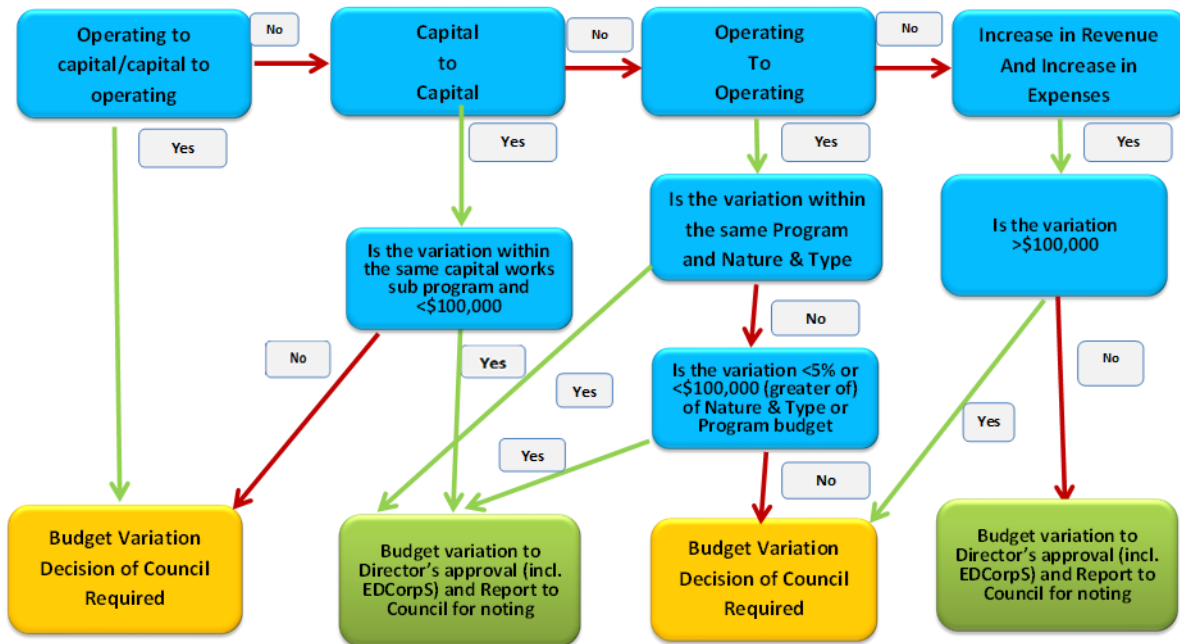 Operating to
capital/capital to
operating
No
Capital
to
Capital
No
Operating
To
Operating
No
Increase in Revenue
And Increase in
Expenses
Yes
Yes
Yes
Yes
Is the variation within
the same capital works
sub program and
<$100,000
Is the variation within
the same Program
and Nature & Type
Is the variation
>$100,000
No
No
Yes
Yes
No
Is the variation <5% or
<$100,000 (greater of)
of Nature & Type or
Program budget
Yes
Yes
No
Budget Variation
Decision of Council
Required
Budget variation to
Director's approval (incl.
EDCorpS) and Report to
Council for noting
Budget Variation
Decision of Council
Required
Budget variation to
Director's approval (incl.
EDCorpS) and Report to
Council for noting